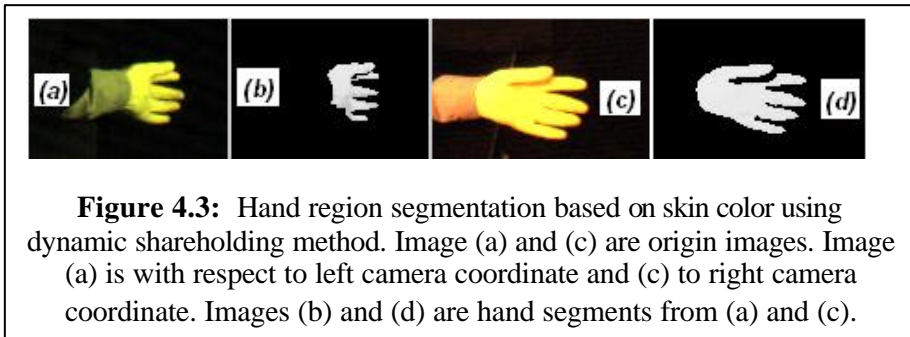 (a) (b) (c) (d)
Figure 4.3: Hand region segmentation based on skin color using
dynamic shareholding method. Image (a) and (c) are origin images. Image
(a) is with respect to left camera coordinate and (c) to right camera
coordinate. Images (b) and (d) are hand segments from (a) and (c).